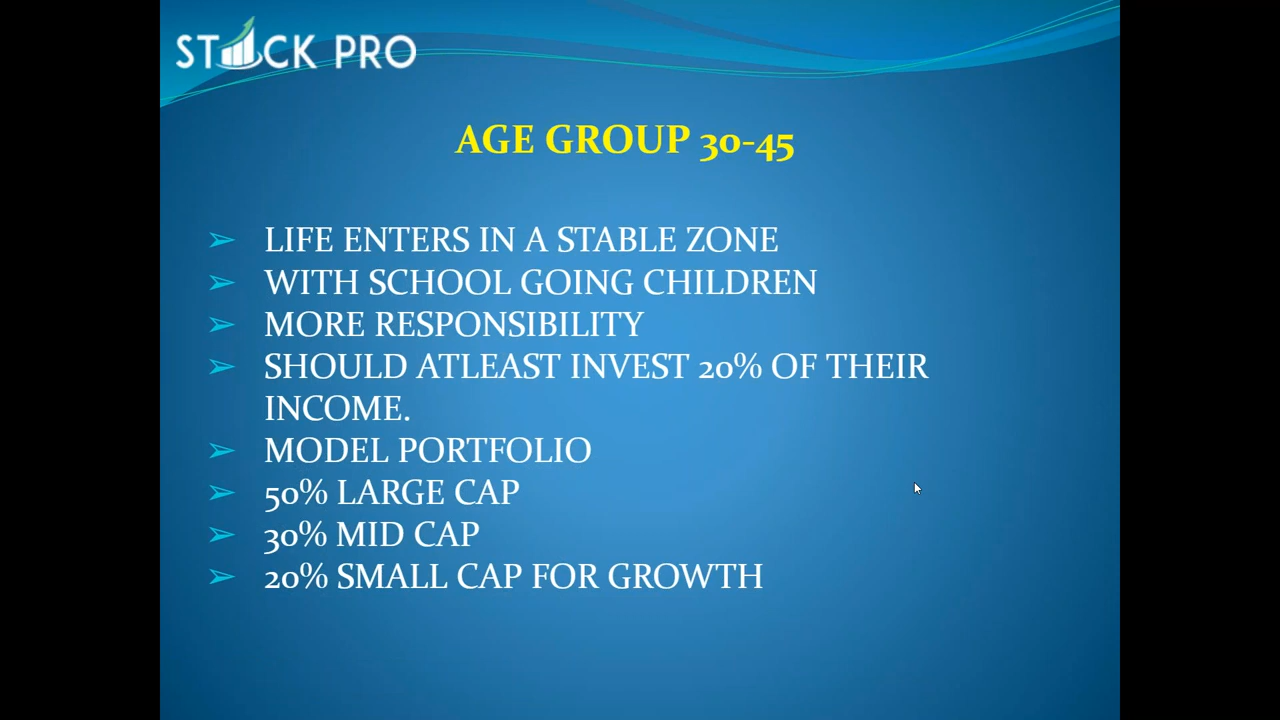 STOCK PRO
AGE GROUP 30-45
LIFE ENTERS IN A STABLE ZONE
WITH SCHOOL GOING CHILDREN
MORE RESPONSIBILITY
SHOULD ATLEAST INVEST 20% OF THEIR
INCOME.
MODEL PORTFOLIO
50% LARGE CAP
30% MID CAP
20% SMALL CAP FOR GROWTH